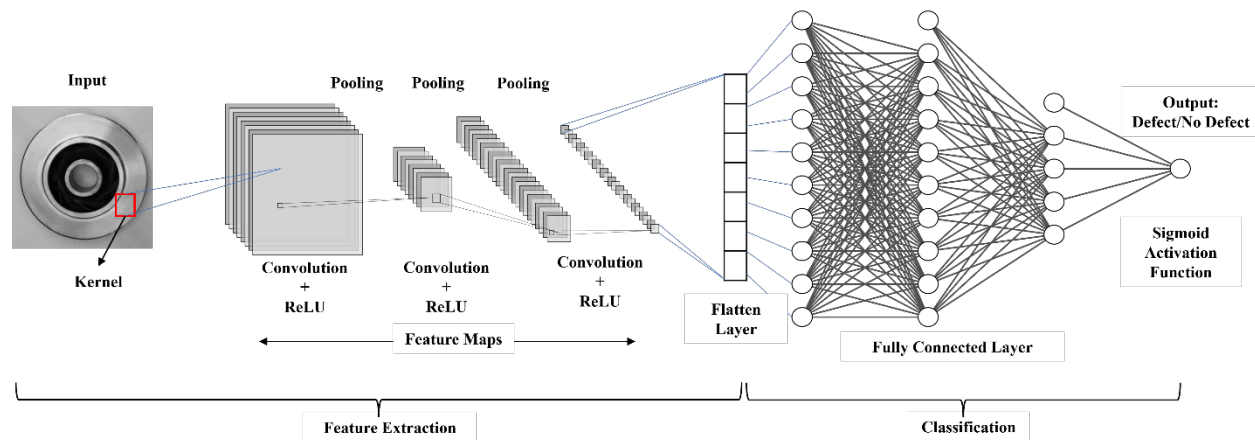 Input
Kernel
Pooling
Pooling
Pooling
Convolution
+
ReLU
Convolution
+
ReLU
Convolution
+
ReLU
Feature Maps
Flatten
Layer
Fully Connected Layer
Output:
Defect/No Defect
Sigmoid
Activation
Function
Feature Extraction
Classification